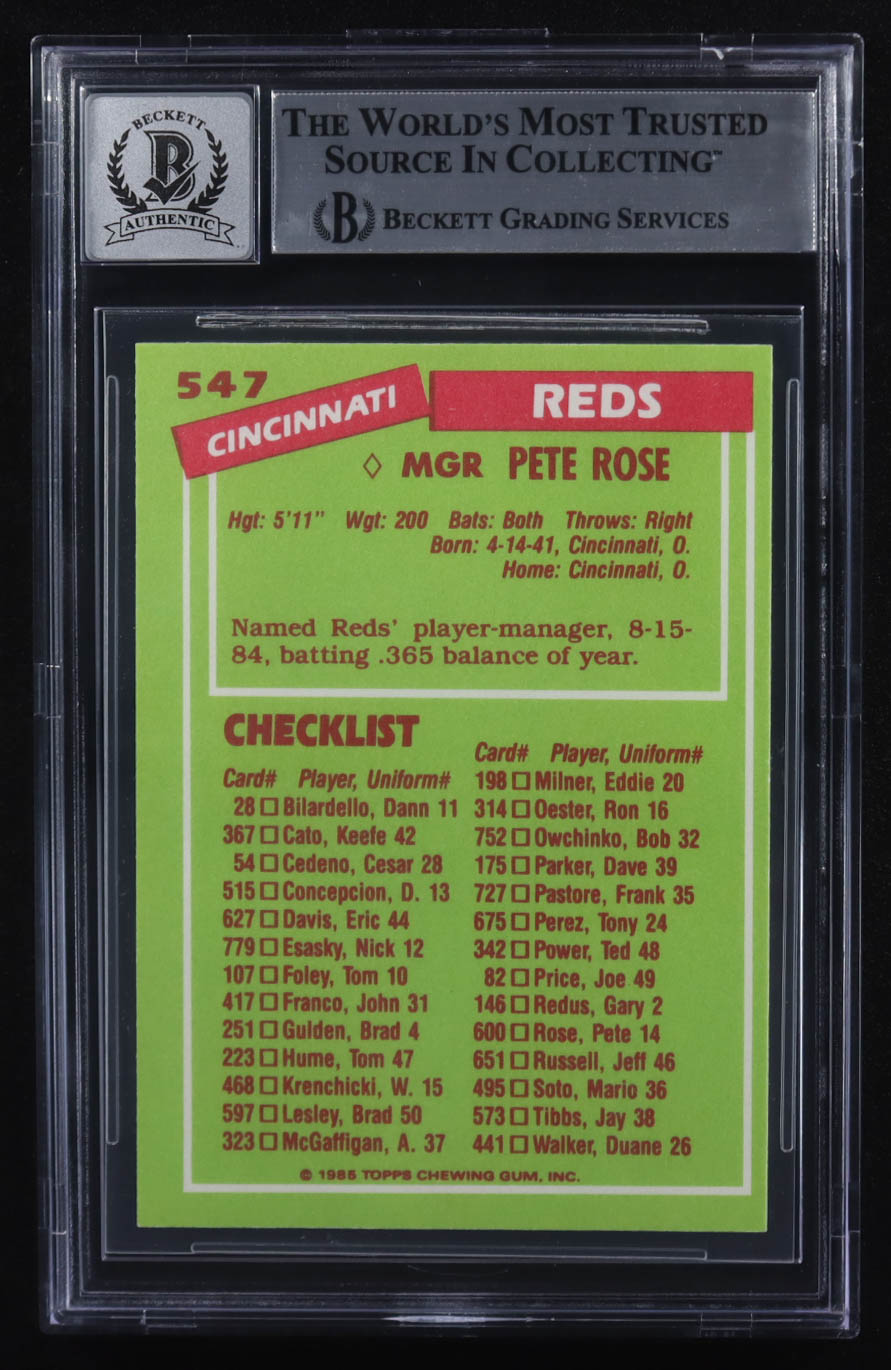 BECKETT
B
AUTHENTIC
THE WORLD'S MOST TRUSTED
SOURCE IN COLLECTING™
B BECKETT GRADING SERVICES
547
CINCINNATI REDS
◊ MGR PETE ROSE
Hgt: 5'11" Wgt: 200 Bats: Both Throws: Right
Born: 4-14-41, Cincinnati, O.
Home: Cincinnati, O.
Named Reds' player-manager, 8-15-
84, batting .365 balance of year.
CHECKLIST
Card# Player, Uniform#
28 □ Bilardello, Dann 11
367 □ Cato, Keefe 42
54 □ Cedeno, Cesar 28
515 □ Concepcion, D. 13
627 □ Davis, Eric 44
779 □ Esasky, Nick 12
107 □ Foley, Tom 10
417 □ Franco, John 31
251 □ Gulden, Brad 4
223 □ Hume, Tom 47
468 □ Krenchicki, W. 15
597 □ Lesley, Brad 50
323 □ McGaffigan, A. 37
Card# Player, Uniform#
198 □ Milner, Eddie 20
314 □ Oester, Ron 16
752 □ Owchinko, Bob 32
175 □ Parker, Dave 39
727 □ Pastore, Frank 35
675 □ Perez, Tony 24
342 □ Power, Ted 48
82 □ Price, Joe 49
146 □ Redus, Gary 2
600 □ Rose, Pete 14
651 □ Russell, Jeff 46
495 □ Soto, Mario 36
573 □ Tibbs, Jay 38
441 □ Walker, Duane 26
© 1985 TOPPS CHEWING GUM, INC.